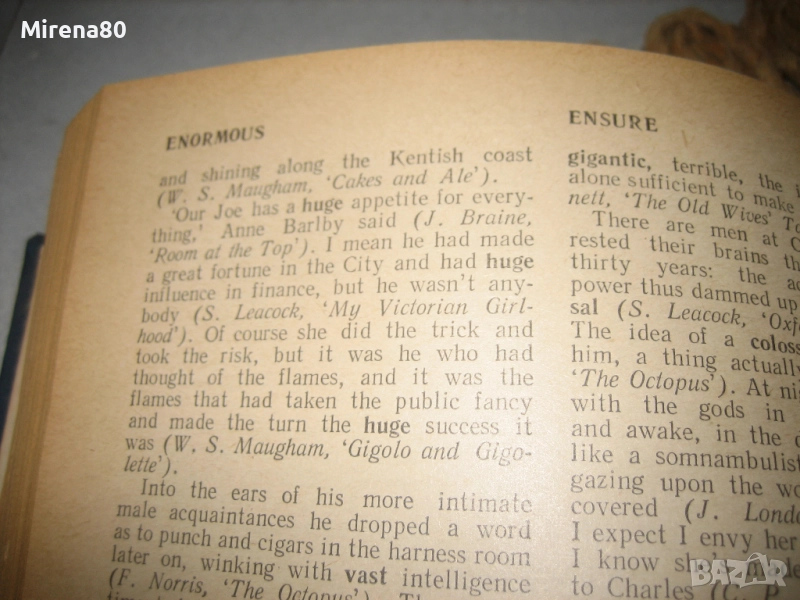 Mirena80
ENORMOUS
and shining along the Kentish coast
(W. S. Maugham, 'Cakes and Ale').
'Our Joe has a huge appetite for every-
thing,' Anne Barlby said (J. Braine,
'Room at the Top'). I mean he had made
a great fortune in the City and had huge
influence in finance, but he wasn't any-
body (S. Leacock, 'My Victorian Girl-
hood'). Of course she did the trick and
took the risk, but it was he who had
thought of the flames, and it was the
flames that had taken the public fancy
and made the turn the huge success it
was (W. S. Maugham, 'Gigolo and Gigo-
lette').
Into the ears of his more intimate
male acquaintances he dropped a word
as to punch and cigars in the harness room
later on, winking with vast intelligence
(F. Norris, 'The Octopus'). The
ENSURE
gigantic, terrible, the
alone sufficient to make
nett, 'The Old Wives'
There are men at
rested their brains
thirty years: the
power thus dammed up
sal (S. Leacock,
The idea of a
him, a thing actually
'The Octopus'). At
with the gods in
and awake, in the
like a somnambulist
gazing upon the
covered (J.
I expect I envy her
I know she's
to Charles (C. P.
BAZAR